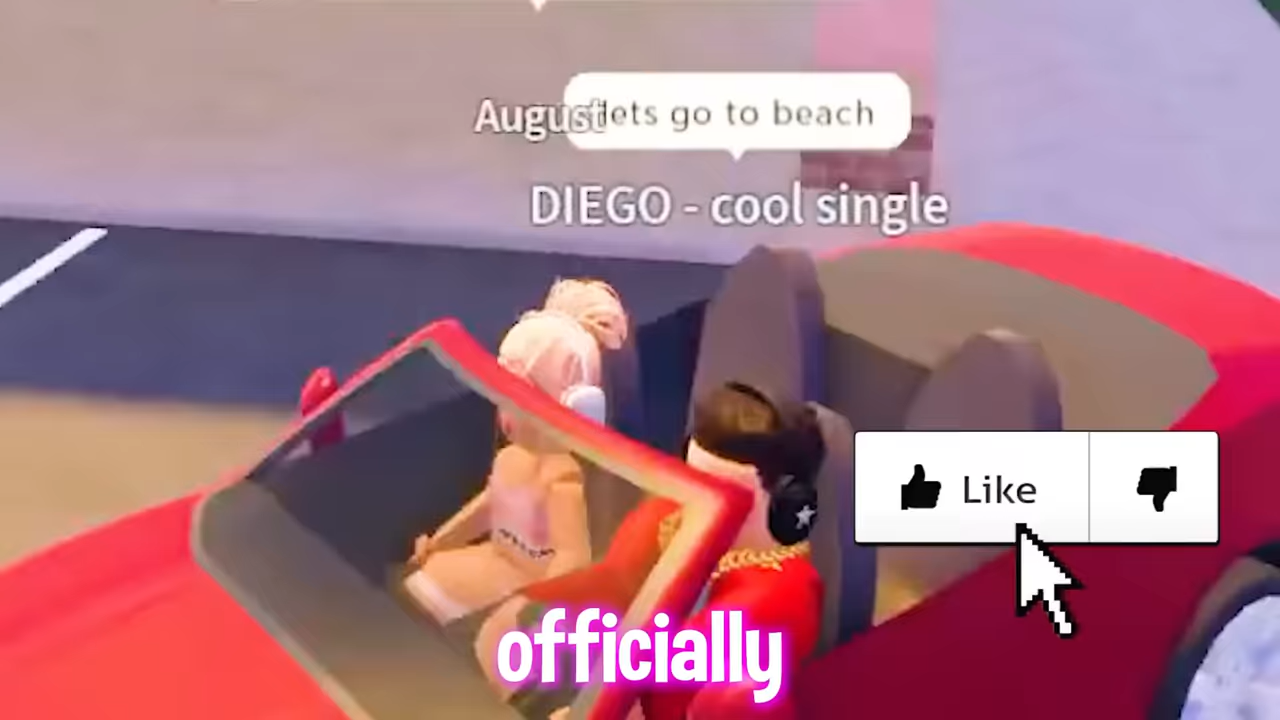 lets go to beach
August
DIEGO - cool single
Like
officially